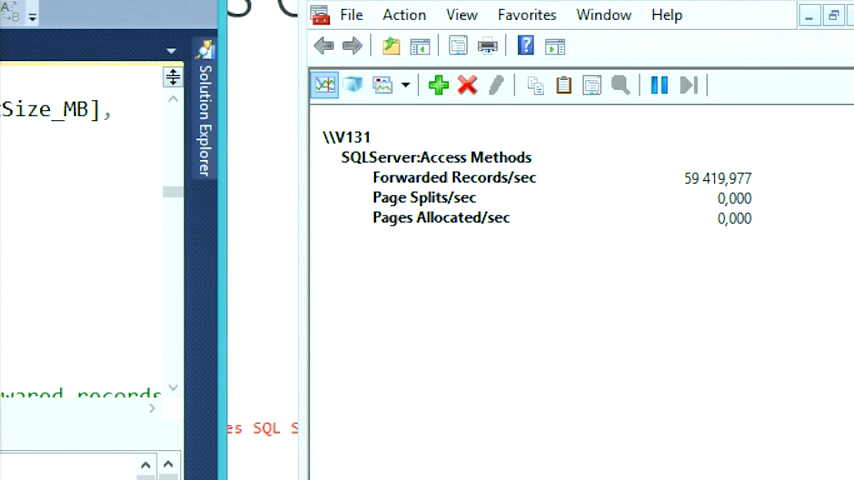 File Action View Favorites Window Help
Size_MB],
Solution Explorer
\\V131
SQLServer:Access Methods
Forwarded Records/sec 59 419,977
Page Splits/sec 0,000
Pages Allocated/sec 0,000
records
es SQL S